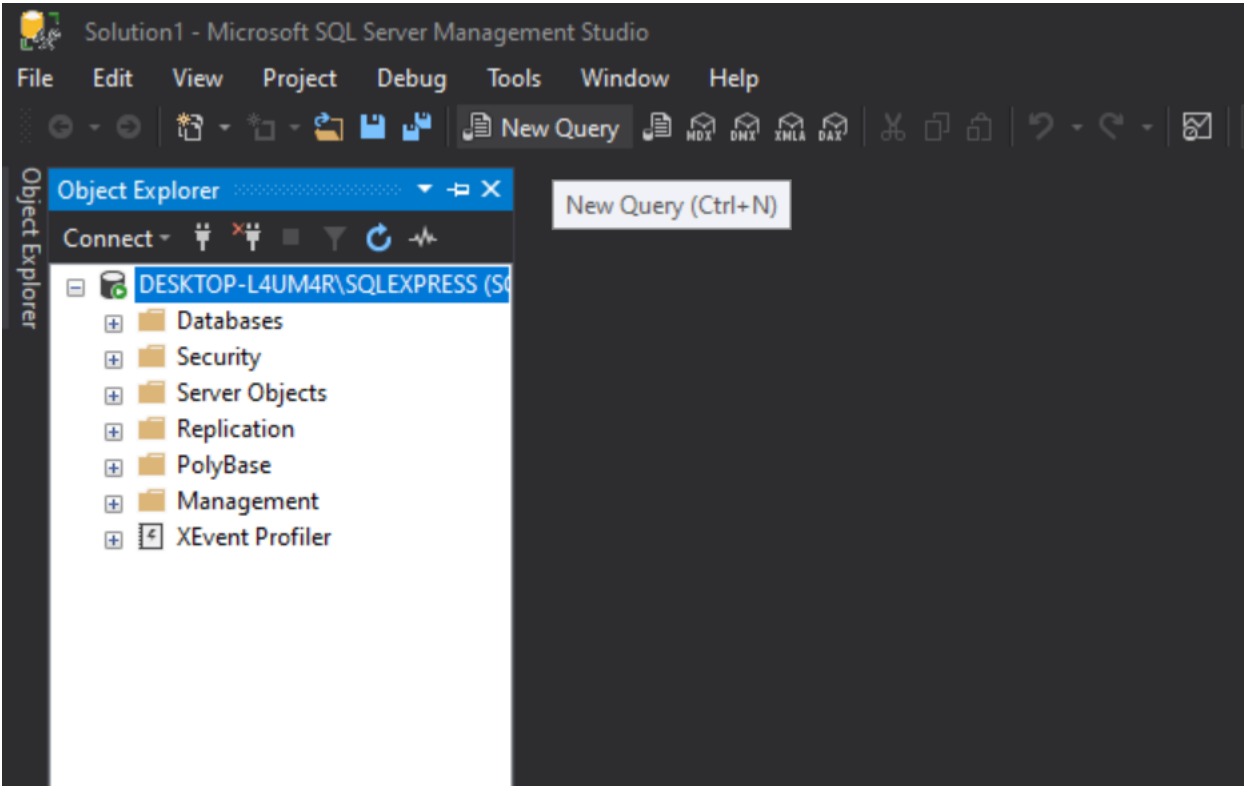 Solution1 - Microsoft SQL Server Management Studio
File Edit View Project Debug Tools Window Help
New Query MDX DMX XMLA DAX
Object Explorer
Object Explorer
New Query (Ctrl+N)
Connect
DESKTOP-L4UM4R\SQLEXPRESS (SQ
Databases
Security
Server Objects
Replication
PolyBase
Management
XEvent Profiler